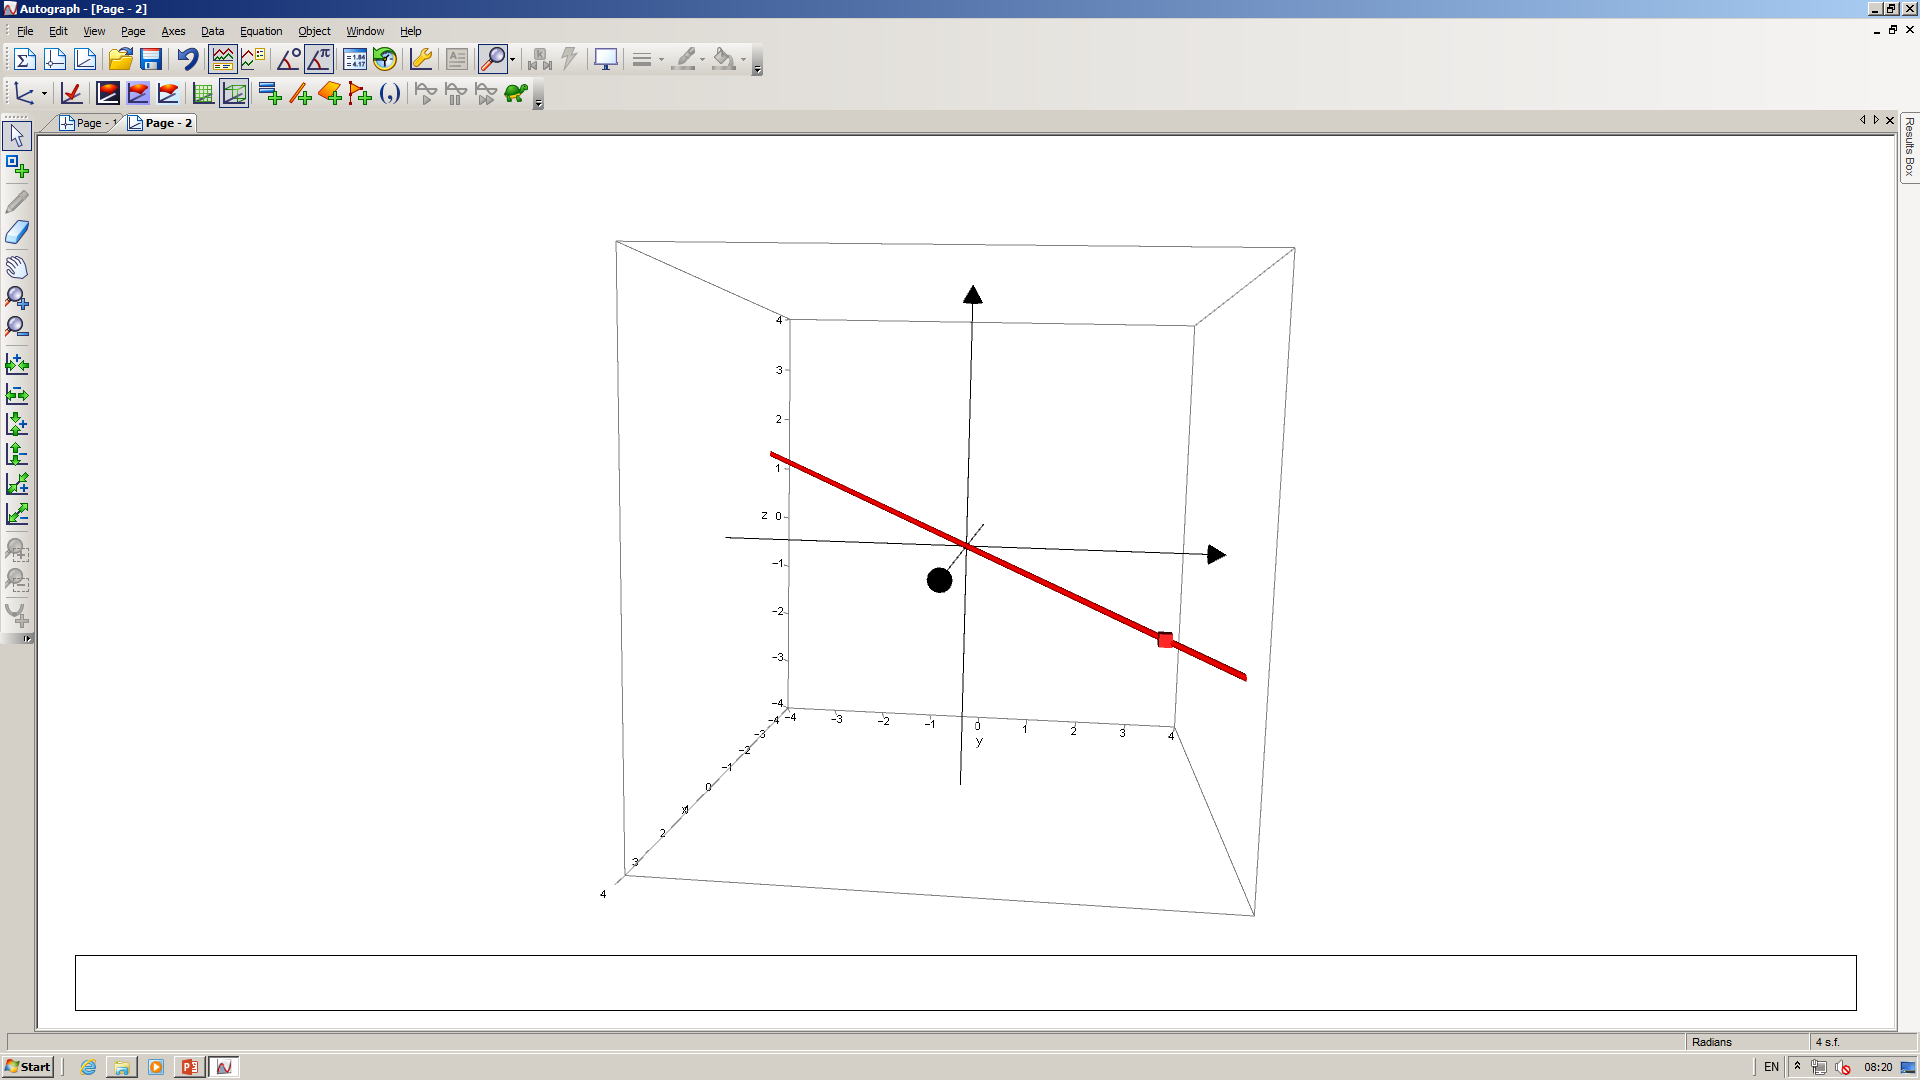 Autograph - [Page - 2]
File Edit View Page Axes Data Equation Object Window Help
Page - 1 Page - 2
Results Box
4
3
2
1
z 0
-1
-2
-3
-4
-4 -3 -2 -1 0 1 2 3 4
y
-4
-3
-2
-1
0
2
3
4
Radians 4 s.f.
Start EN 08:20